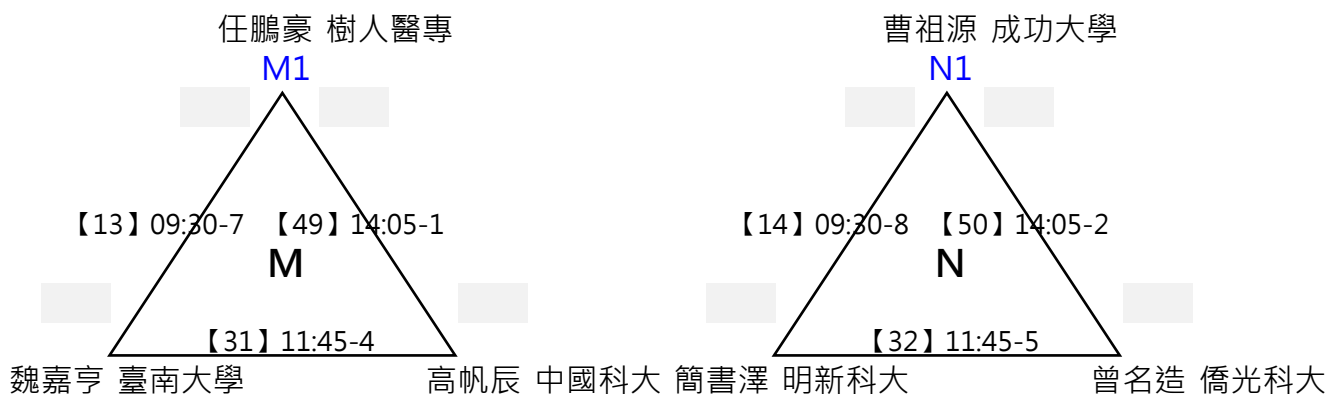 任鵬豪 樹人醫專 曹祖源 成功大學
M1 N1
【13】09:30-7 【49】14:05-1 【14】09:30-8 【50】14:05-2
M N
【31】11:45-4 【32】11:45-5
魏嘉亨 臺南大學 高帆辰 中國科大 簡書澤 明新科大 曾名造 僑光科大